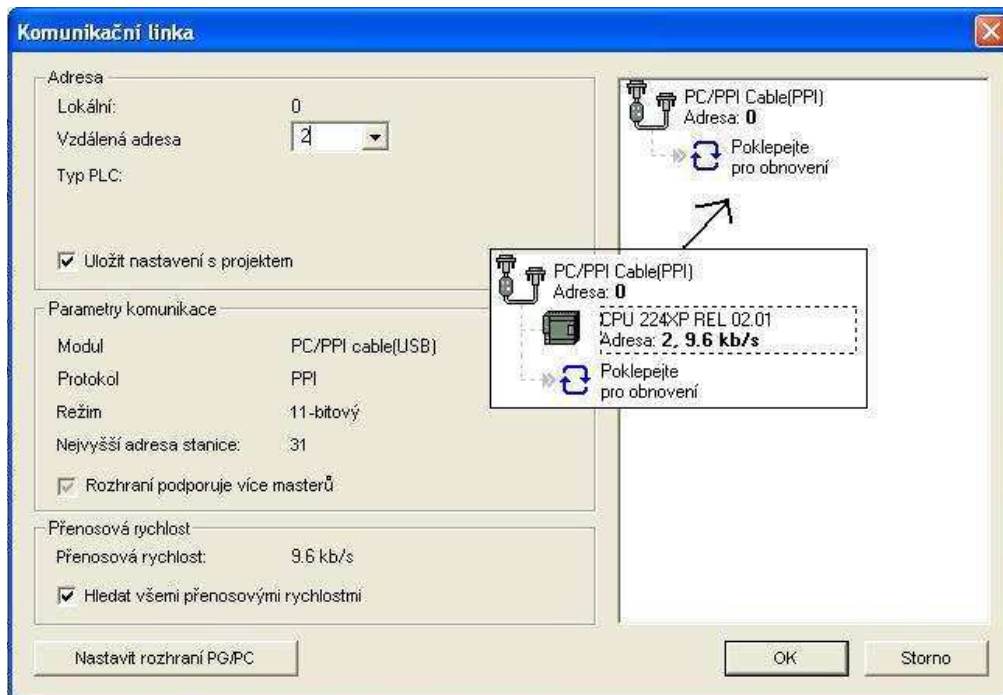 Komunikační linka
Adresa
Lokální: 0
Vzdálená adresa 2
Typ PLC:
Uložit nastavení s projektem
Parametry komunikace
Modul PC/PPI cable(USB)
Protokol PPI
Režim 11-bitový
Nejvyšší adresa stanice: 31
Rozhraní podporuje více masterů
Přenosová rychlost
Přenosová rychlost: 9.6 kb/s
Hledat všemi přenosovými rychlostmi
Nastavit rozhraní PG/PC
PC/PPI Cable(PPI)
Adresa: 0
Poklepejte
pro obnovení
PC/PPI Cable(PPI)
Adresa: 0
CPU 224XP REL 02.01
Adresa: 2, 9.6 kb/s
Poklepejte
pro obnovení
OK
Storno